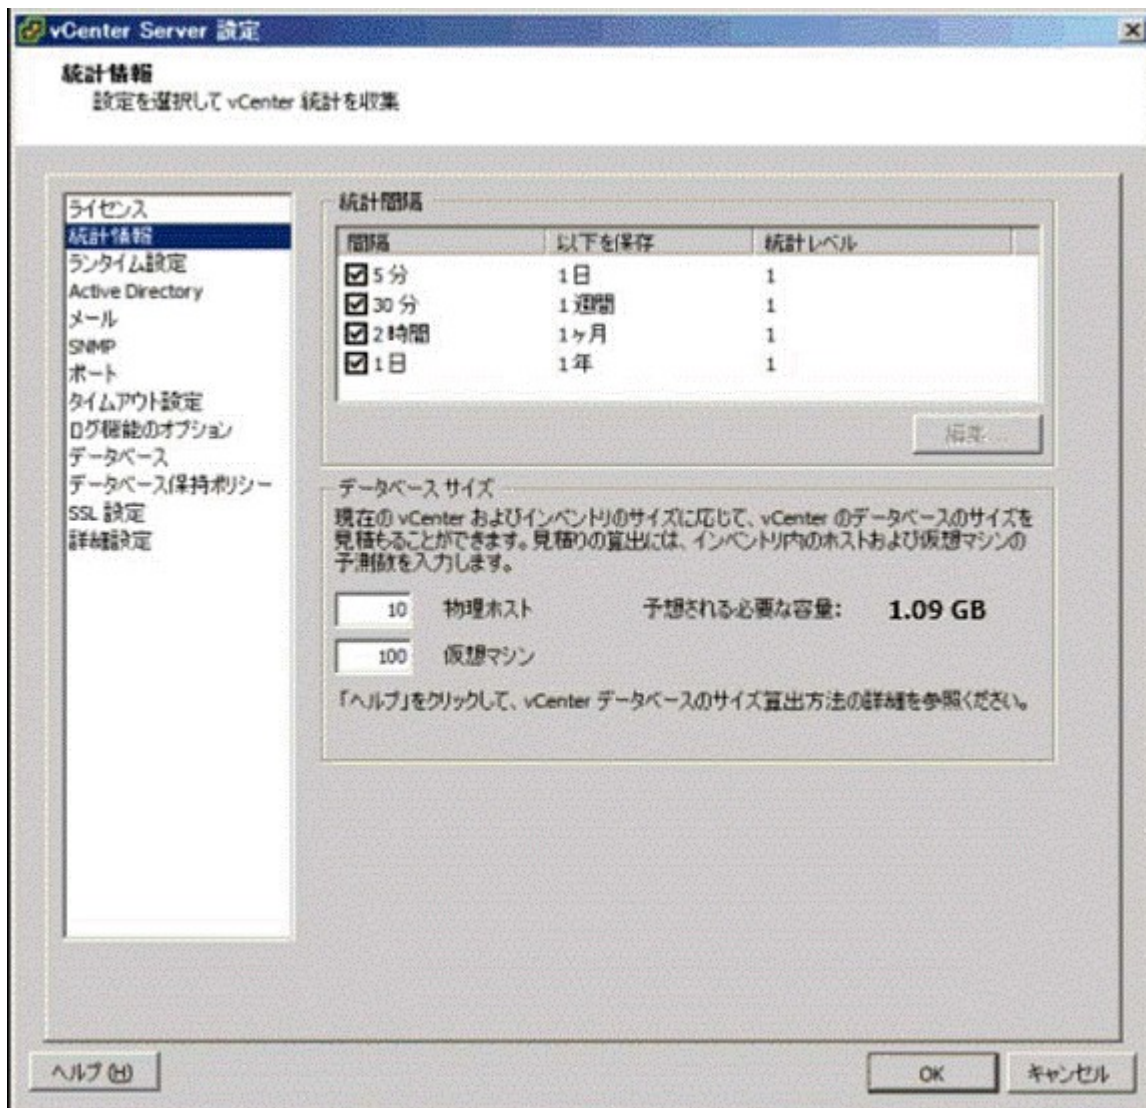 vCenter Server 設定
統計情報
設定を選択して vCenter 統計を収集
ライセンス
統計情報
ランタイム設定
Active Directory
メール
SNMP
ポート
タイムアウト設定
ログ機能のオプション
データベース
データベース保持ポリシー
SSL 設定
詳細設定
統計間隔
間隔 以下を保存 統計レベル
5 分 1 日 1
30 分 1 週間 1
2 時間 1 ヶ月 1
1 日 1 年 1
編集...
データベース サイズ
現在の vCenter およびインベントリのサイズに応じて、vCenter のデータベースのサイズを
見積もることができます。見積りの算出には、インベントリ内のホストおよび仮想マシンの
予測数を入力します。
10 物理ホスト 予想される必要な容量: 1.09 GB
100 仮想マシン
「ヘルプ」をクリックして、vCenter データベースのサイズ算出方法の詳細を参照ください。
ヘルプ (H) OK キャンセル